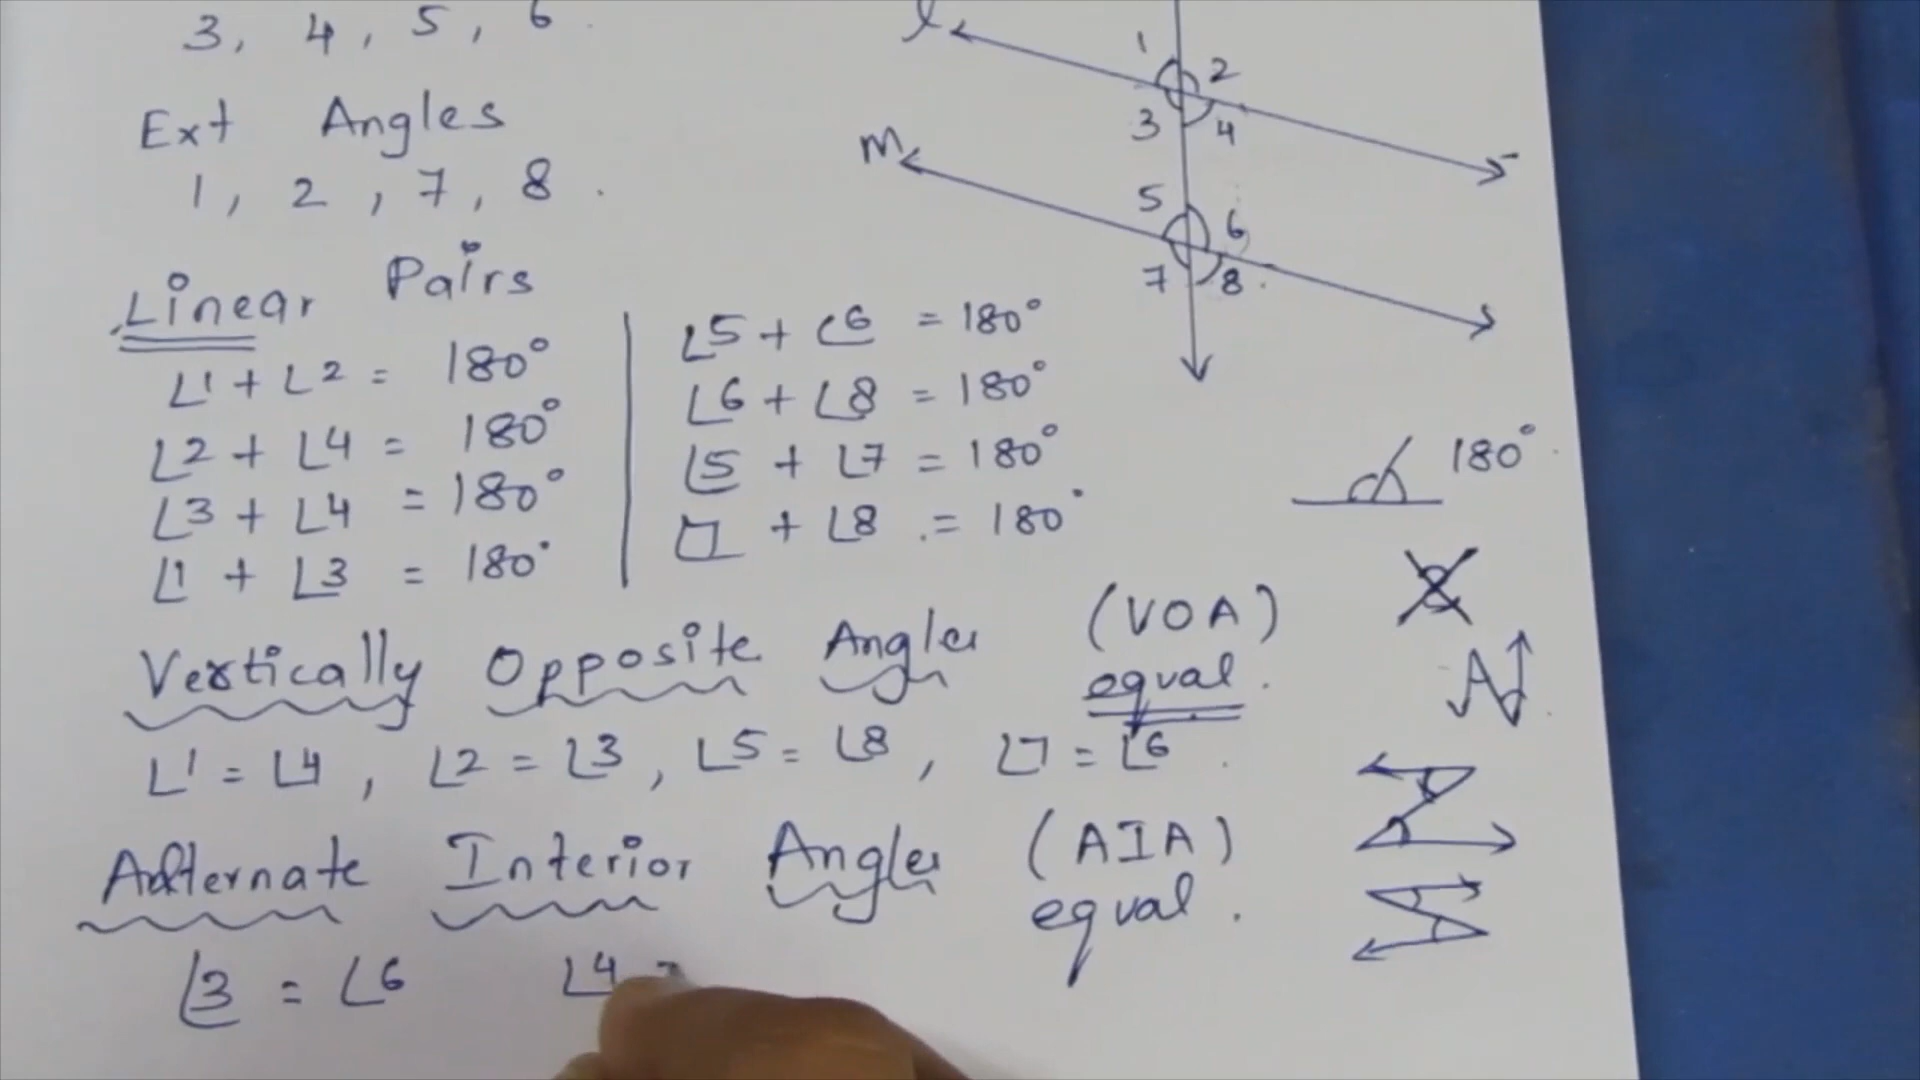 3, 4, 5, 6
Ext Angles
1, 2, 7, 8.
Linear Pairs
∠1 + ∠2 = 180°
∠2 + ∠4 = 180°
∠3 + ∠4 = 180°
∠1 + ∠3 = 180°
∠5 + ∠6 = 180°
∠6 + ∠8 = 180°
∠5 + ∠7 = 180°
∠7 + ∠8 = 180°
Vertically Opposite Angles (VOA)
equal.
∠1 = ∠4, ∠2 = ∠3, ∠5 = ∠8, ∠7 = ∠6.
Alternate Interior Angles (AIA)
equal.
∠3 = ∠6 ∠4
l
1 2
3 4
m
5 6
7 8
180°